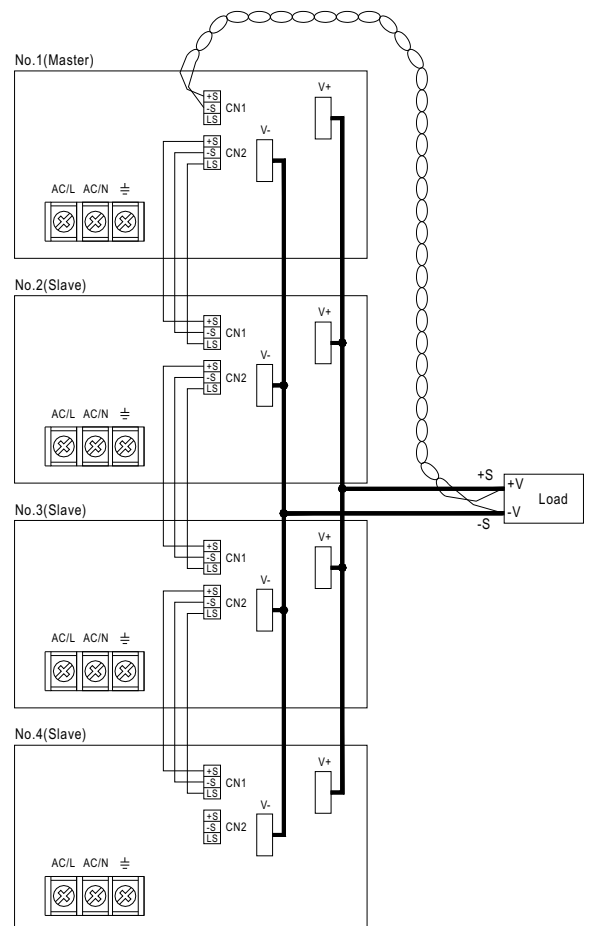 No.1(Master)
+S
-S
LS
CN1
V+
+S
-S
LS
CN2
V-
AC/L AC/N
No.2(Slave)
+S
-S
LS
CN1
V+
+S
-S
LS
CN2
V-
AC/L AC/N
+S
+V
Load
-V
-S
No.3(Slave)
+S
-S
LS
CN1
V+
+S
-S
LS
CN2
V-
AC/L AC/N
No.4(Slave)
+S
-S
LS
CN1
V+
+S
-S
LS
CN2
V-
AC/L AC/N